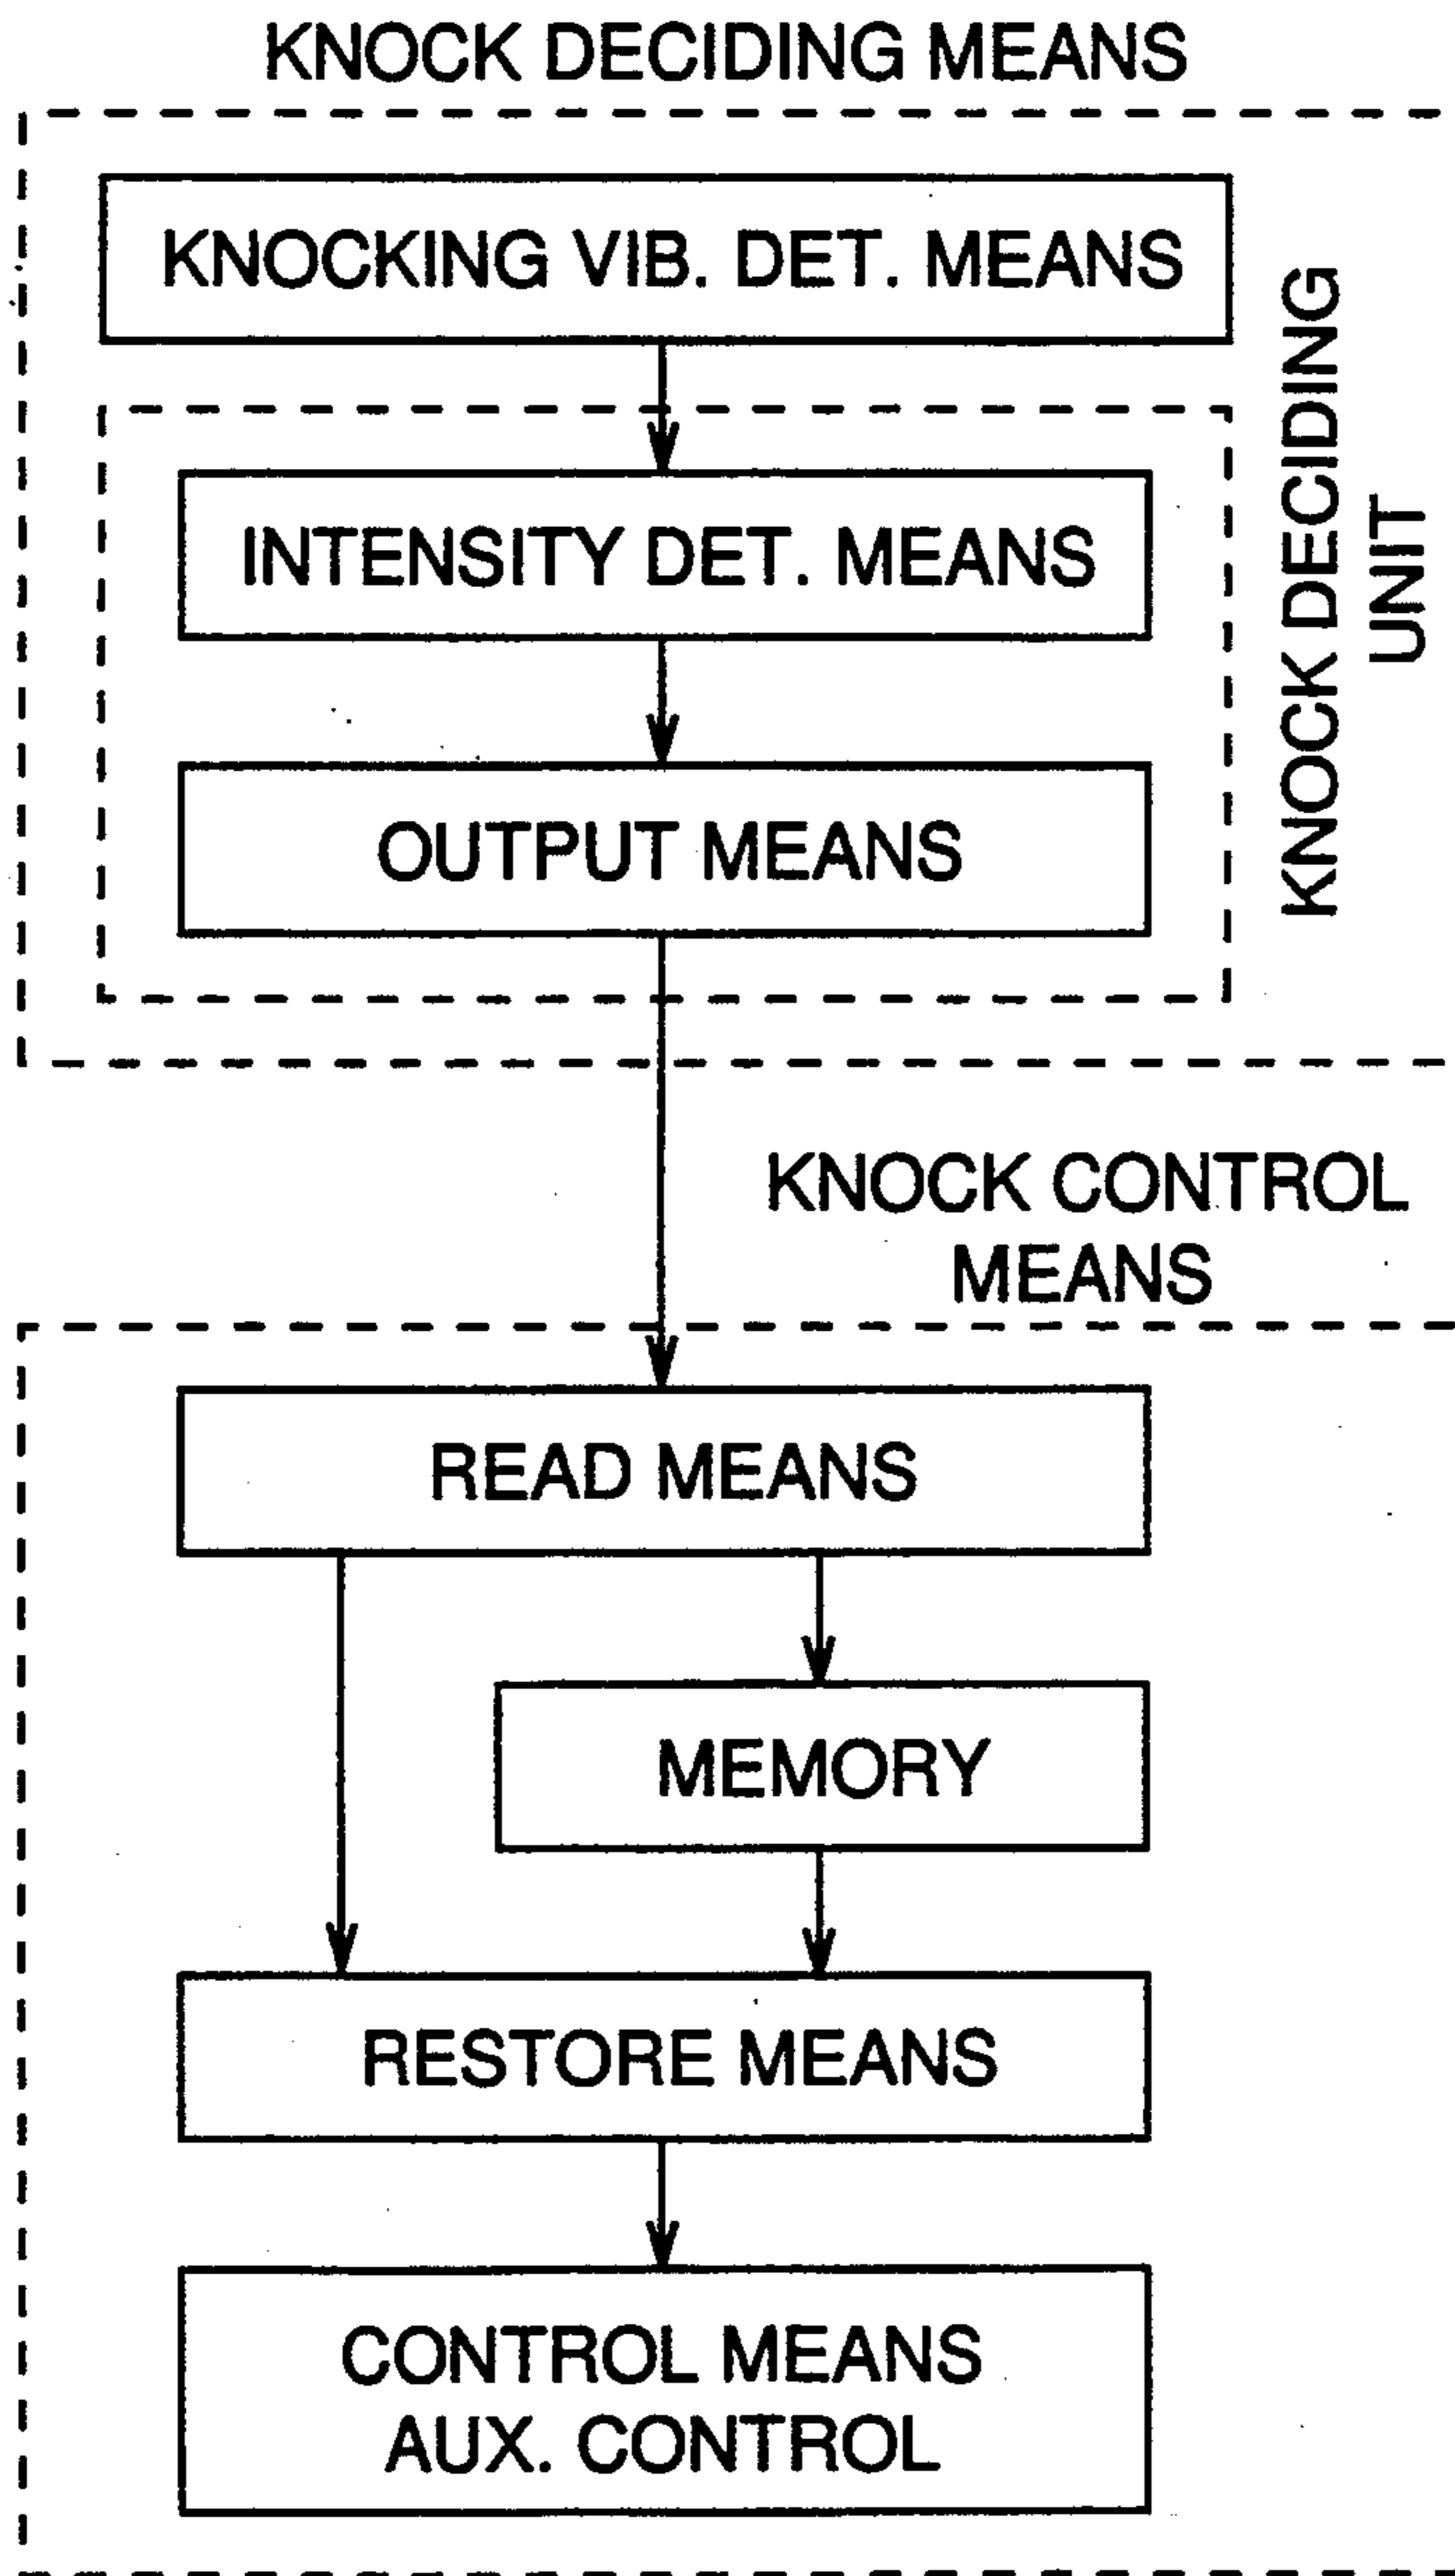 KNOCK DECIDING MEANS
KNOCKING VIB. DET. MEANS
INTENSITY DET. MEANS
OUTPUT MEANS
KNOCK DECIDING
UNIT
KNOCK CONTROL
MEANS
READ MEANS
MEMORY
RESTORE MEANS
CONTROL MEANS
AUX. CONTROL